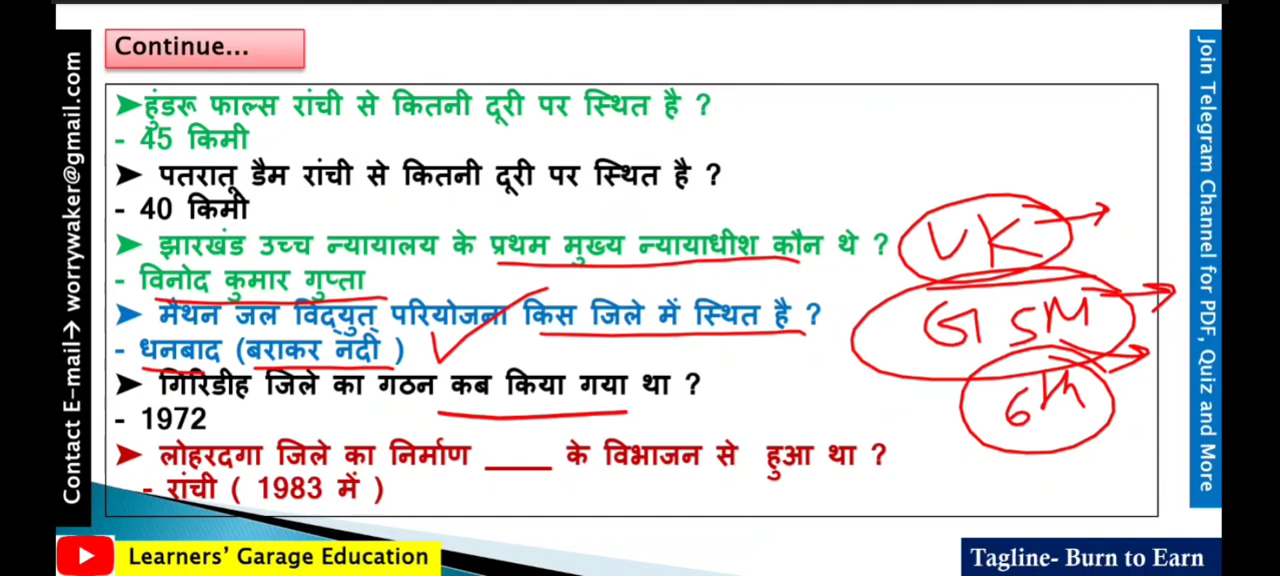 Continue...
➤हुंडरू फाल्स रांची से कितनी दूरी पर स्थित है ?
- 45 किमी
➤ पतरातू डैम रांची से कितनी दूरी पर स्थित है ?
- 40 किमी
➤ झारखंड उच्च न्यायालय के प्रथम मुख्य न्यायाधीश कौन थे ?
- विनोद कुमार गुप्ता
➤ मैथन जल विद्युत् परियोजना किस जिले में स्थित है ?
- धनबाद (बराकर नदी )
➤ गिरिडीह जिले का गठन कब किया गया था ?
- 1972
➤ लोहरदगा जिले का निर्माण ____ के विभाजन से हुआ था ?
- रांची ( 1983 में )
VK
GSM
6th
Contact E-mail→ worrywaker@gmail.com
Join Telegram Channel for PDF, Quiz and More
Learners’ Garage Education
Tagline- Burn to Earn